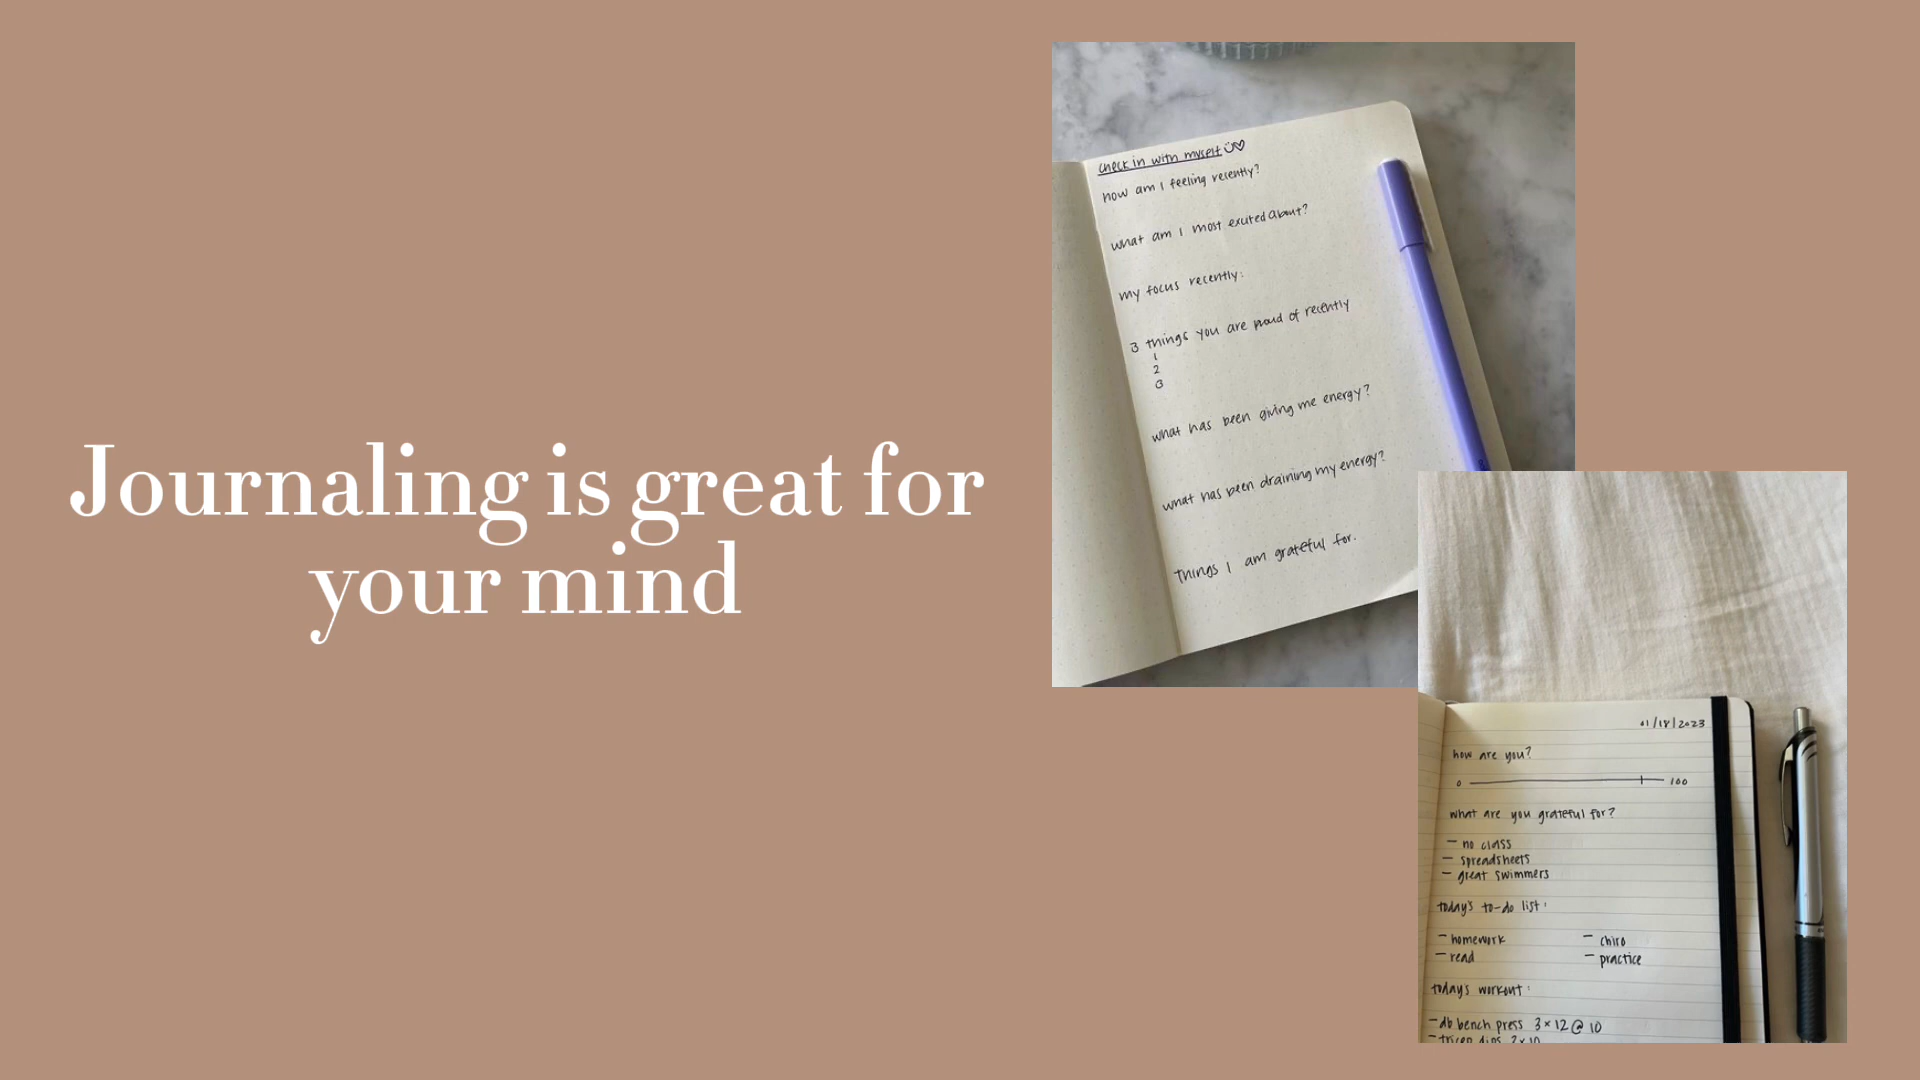 Journaling is great for
your mind
check in with myself
how am I feeling recently?
what am I most excited about?
my focus recently:
3 things you are proud of recently
1
2
3
what has been giving me energy?
what has been draining my energy?
things I am grateful for.
01/18/2023
how are you?
0 100
what are you grateful for?
- no class
- spreadsheets
- great swimmers
today's to-do list:
- homework - chiro
- read - practice
today's workout:
- db bench press 3x12 @ 10
- tricep dips 3x10